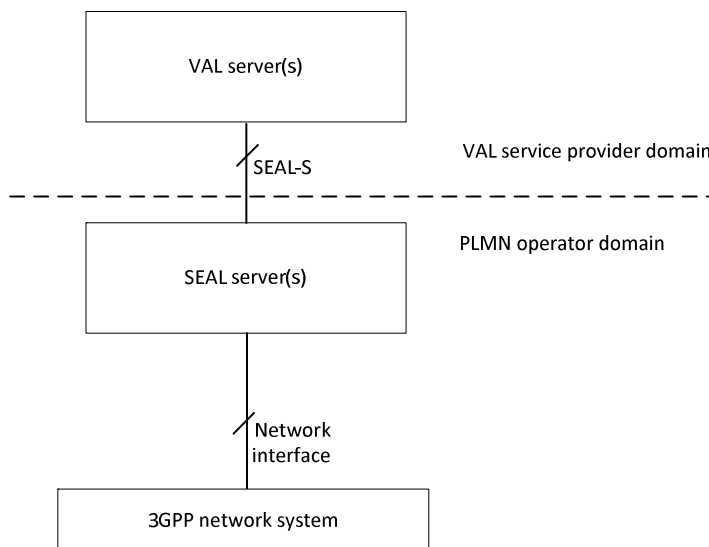 VAL server(s)
VAL service provider domain
SEAL-S
PLMN operator domain
SEAL server(s)
Network
interface
3GPP network system